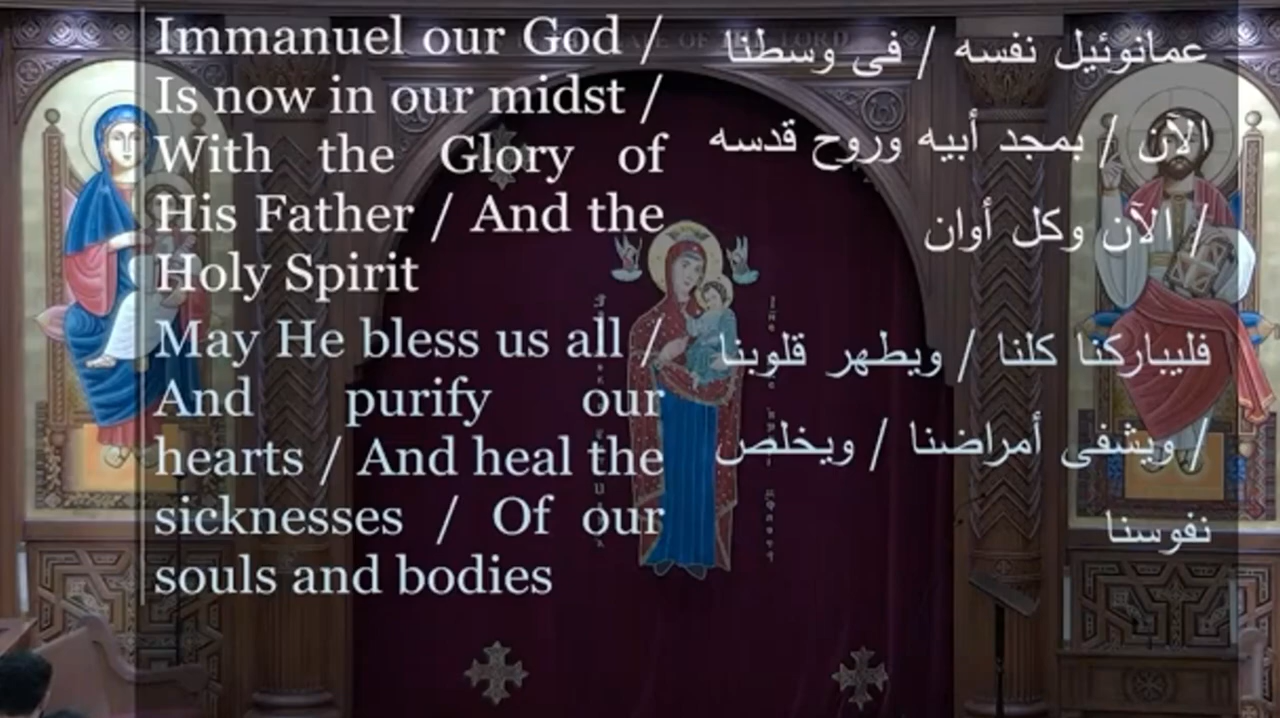 Immanuel our God /
Is now in our midst /
With the Glory of
His Father / And the
Holy Spirit
May He bless us all /
And purify our
hearts / And heal the
sicknesses / Of our
souls and bodies
عمانوئيل نفسه / فى وسطنا
الآن / بمجد أبيه وروح قدسه
/ الآن وكل أوان
فليباركنا كلنا / ويطهر قلوبنا
/ ويشفى أمراضنا / ويخلص
نفوسنا